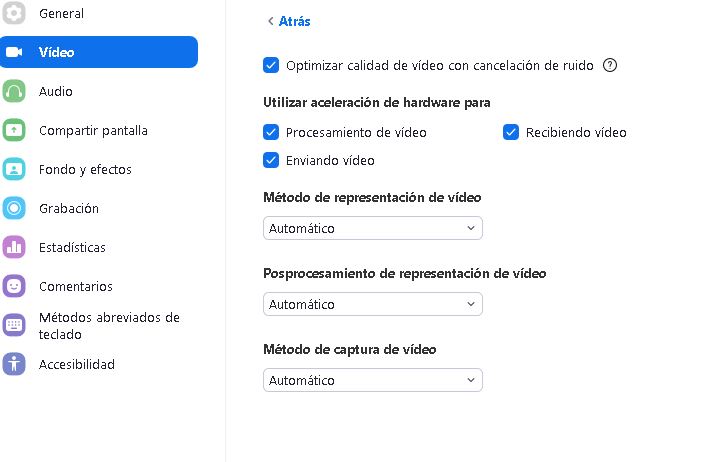 General
Vídeo
Audio
Compartir pantalla
Fondo y efectos
Grabación
Estadísticas
Comentarios
Métodos abreviados de
teclado
Accesibilidad
Atrás
Optimizar calidad de vídeo con cancelación de ruido ?
Utilizar aceleración de hardware para
Procesamiento de vídeo
Recibiendo vídeo
Enviando vídeo
Método de representación de vídeo
Automático
Posprocesamiento de representación de vídeo
Automático
Método de captura de vídeo
Automático